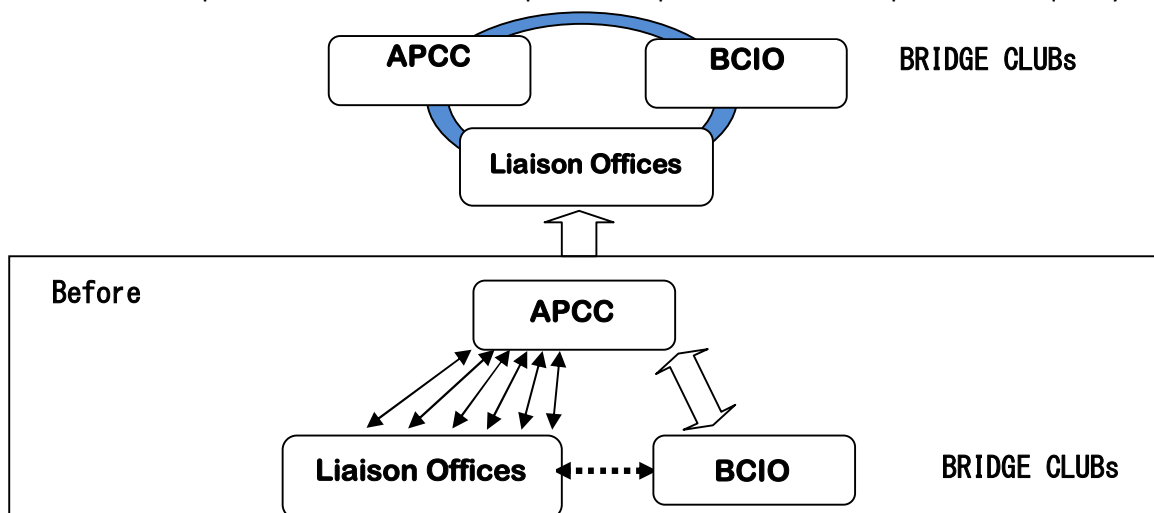 APCC BCIO BRIDGE CLUBs
Liaison Offices
Before
APCC
Liaison Offices BCIO BRIDGE CLUBs